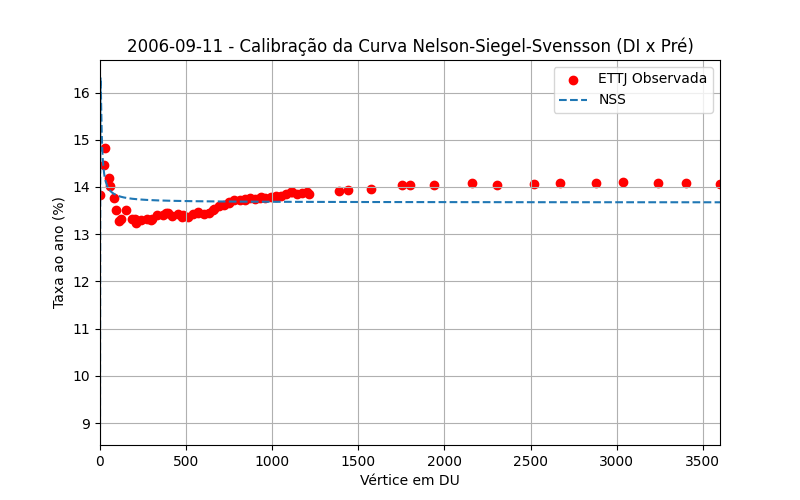 2006-09-11 - Calibração da Curva Nelson-Siegel-Svensson (DI x Pré)
ETTJ Observada
NSS
Taxa ao ano (%)
16
15
14
13
12
11
10
9
0 500 1000 1500 2000 2500 3000 3500
Vértice em DU